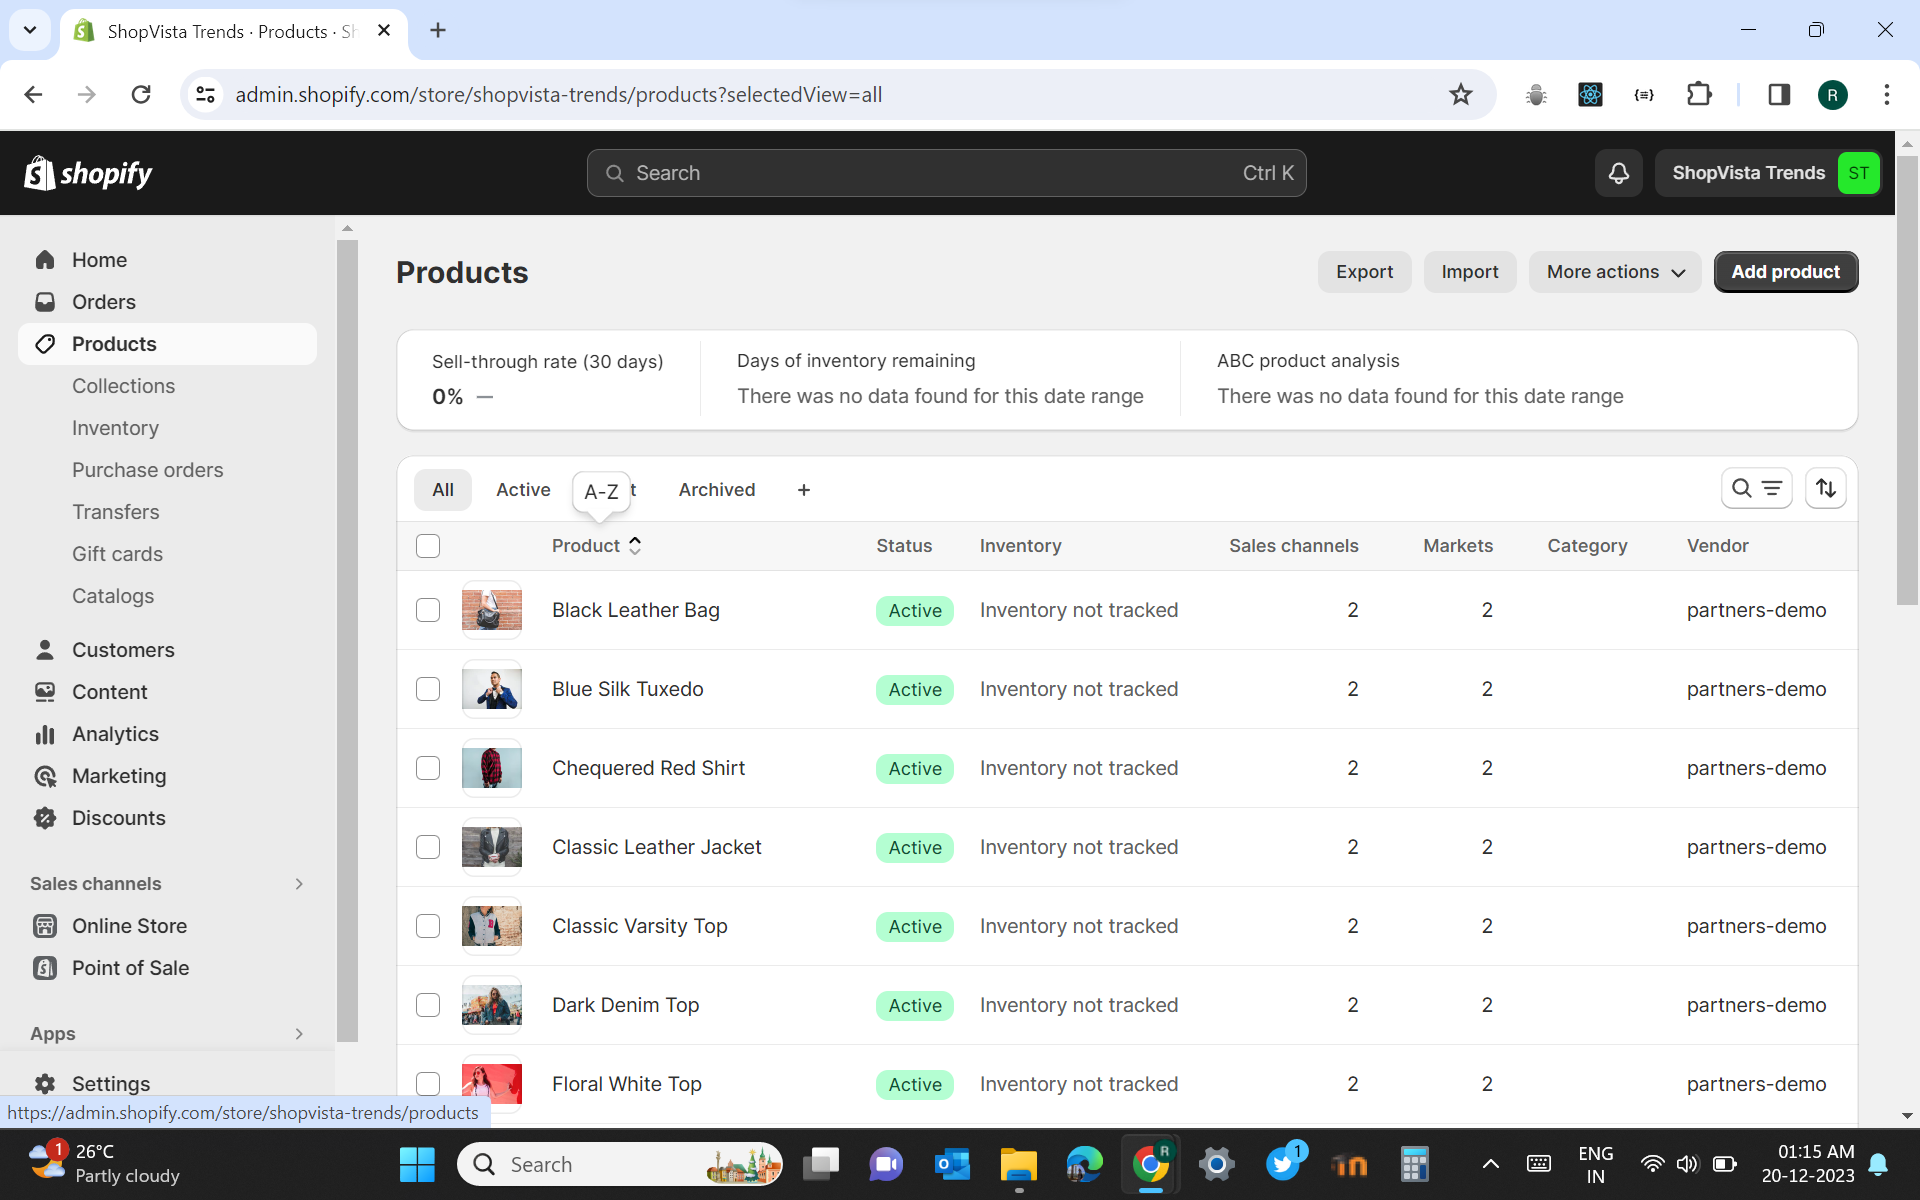 ShopVista Trends · Products · Sh
admin.shopify.com/store/shopvista-trends/products?selectedView=all
R
shopify
Search
Ctrl K
ShopVista Trends
ST
Home
Orders
Products
Collections
Inventory
Purchase orders
Transfers
Gift cards
Catalogs
Customers
Content
Analytics
Marketing
Discounts
Sales channels
Online Store
Point of Sale
Apps
Settings
https://admin.shopify.com/store/shopvista-trends/products
Products
Export
Import
More actions
Add product
Sell-through rate (30 days)
0% —
Days of inventory remaining
There was no data found for this date range
ABC product analysis
There was no data found for this date range
All
Active
A-Z
t
Archived
+
Product
Status
Inventory
Sales channels
Markets
Category
Vendor
Black Leather Bag Active Inventory not tracked 2 2 partners-demo
Blue Silk Tuxedo Active Inventory not tracked 2 2 partners-demo
Chequered Red Shirt Active Inventory not tracked 2 2 partners-demo
Classic Leather Jacket Active Inventory not tracked 2 2 partners-demo
Classic Varsity Top Active Inventory not tracked 2 2 partners-demo
Dark Denim Top Active Inventory not tracked 2 2 partners-demo
Floral White Top Active Inventory not tracked 2 2 partners-demo
1
26°C
Partly cloudy
Search
R
1
in
ENG
IN
01:15 AM
20-12-2023